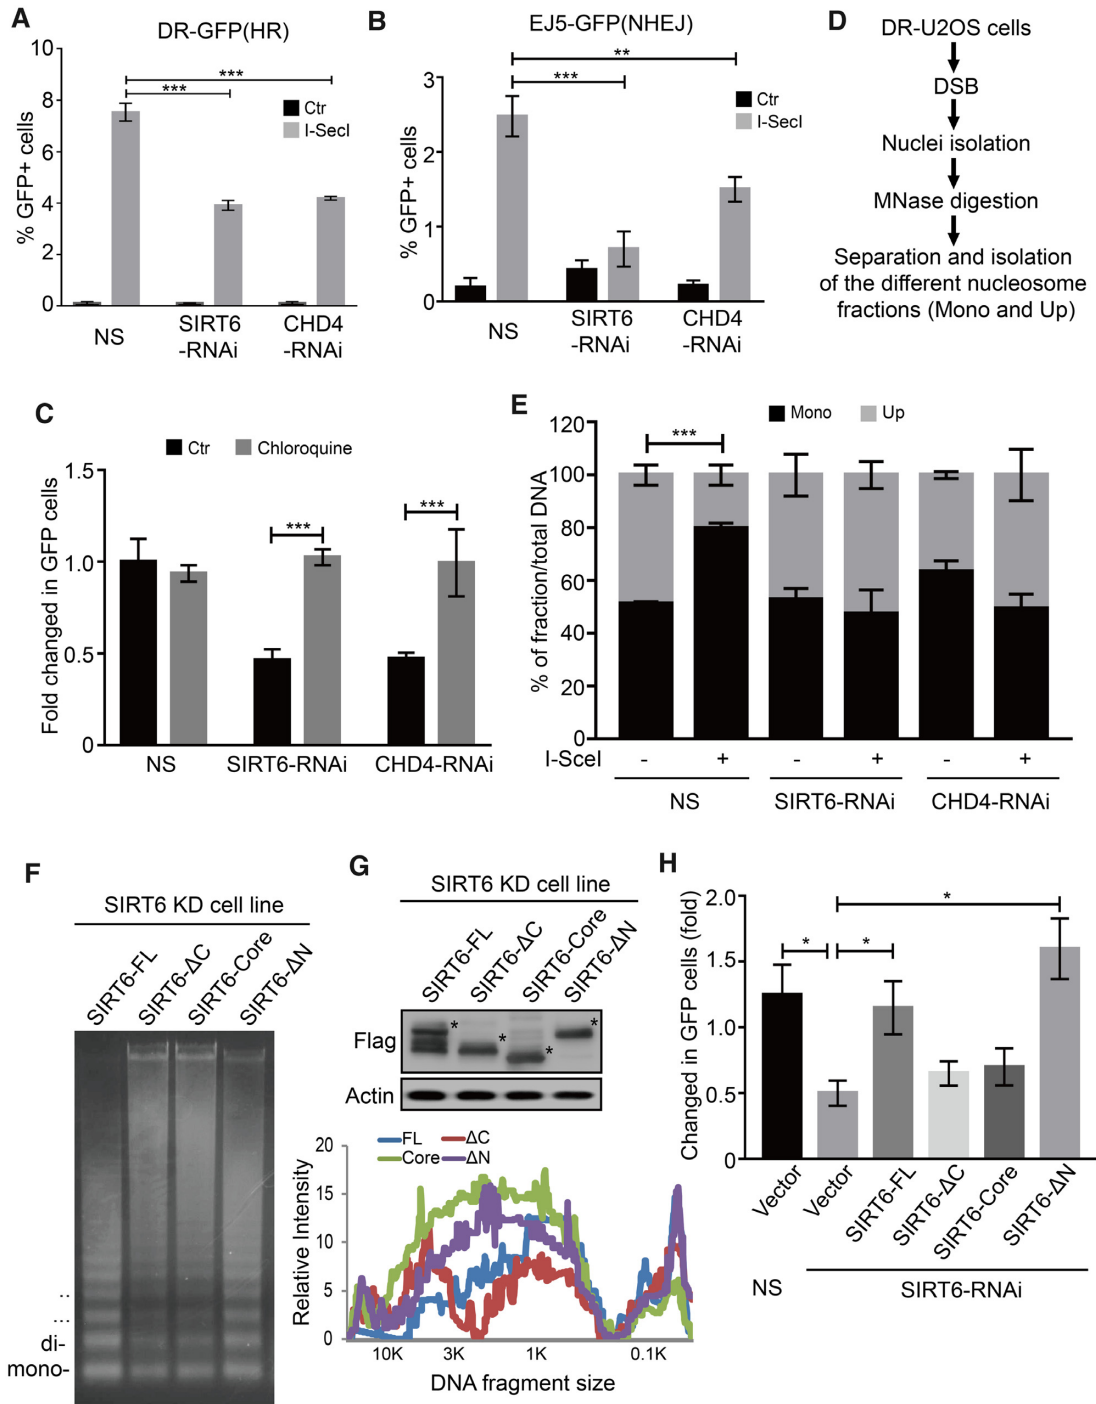 A
DR-GFP(HR)
% GFP+ cells
10
8
6
4
2
0
***
***
Ctr
I-SecI
NS
SIRT6
-RNAi
CHD4
-RNAi
B
EJ5-GFP(NHEJ)
% GFP+ cells
3
2
1
0
**
***
Ctr
I-SecI
NS
SIRT6
-RNAi
CHD4
-RNAi
D
DR-U2OS cells
DSB
Nuclei isolation
MNase digestion
Separation and isolation
of the different nucleosome
fractions (Mono and Up)
C
Ctr
Chloroquine
Fold changed in GFP cells
1.5
1.0
0.5
0
***
***
NS
SIRT6-RNAi
CHD4-RNAi
E
Mono
Up
% of fraction/total DNA
120
100
80
60
40
20
0
***
I-SceI
-
+
-
+
-
+
NS
SIRT6-RNAi
CHD4-RNAi
F
SIRT6 KD cell line
SIRT6-FL
SIRT6-ΔC
SIRT6-Core
SIRT6-ΔN
..
...
di-
mono-
G
SIRT6 KD cell line
SIRT6-FL
SIRT6-ΔC
SIRT6-Core
SIRT6-ΔN
Flag
*
*
*
*
Actin
FL
ΔC
Core
ΔN
Relative Intensity
20
15
10
5
0
10K
3K
1K
0.1K
DNA fragment size
H
Changed in GFP cells (fold)
2.0
1.5
1.0
0.5
0
*
*
*
Vector
Vector
SIRT6-FL
SIRT6-ΔC
SIRT6-Core
SIRT6-ΔN
NS
SIRT6-RNAi